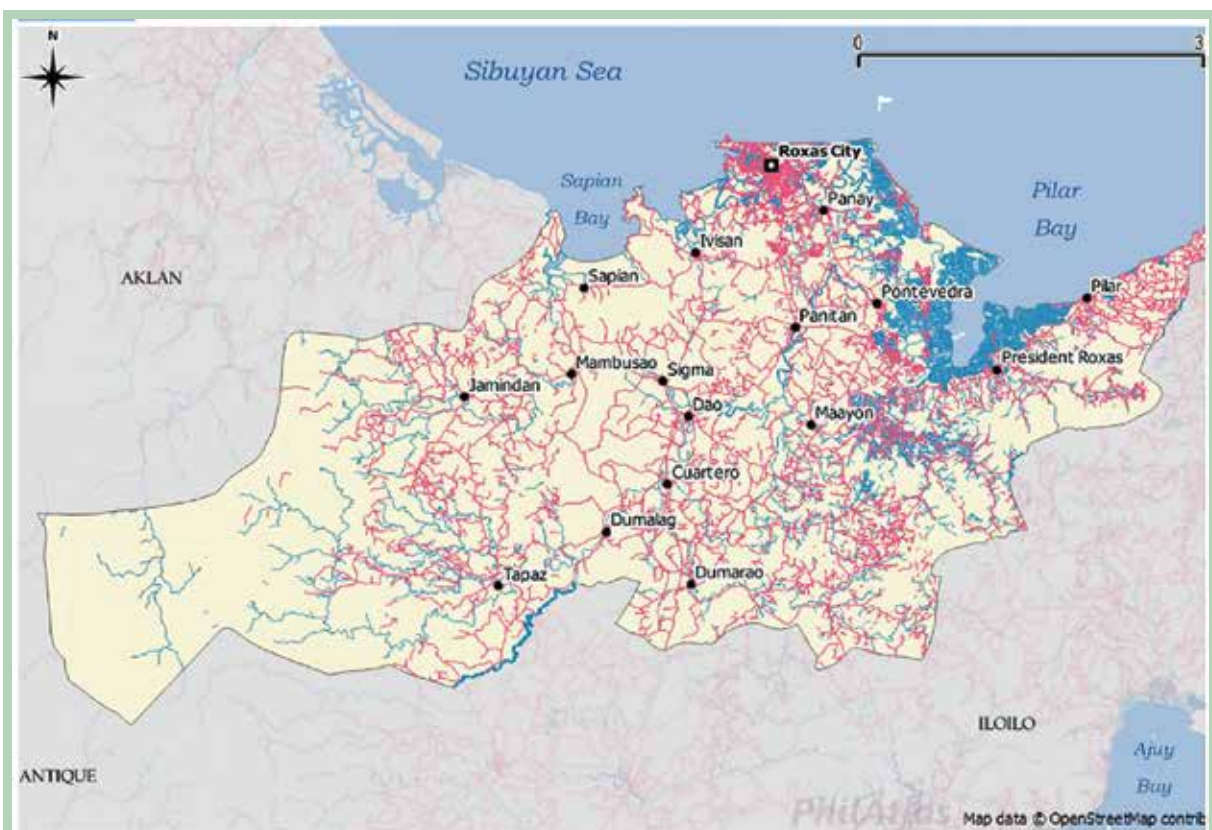 N
0
3
Sibuyan Sea
Roxas City
Sapian
Bay
Panay
Pilar
Bay
Ivisan
AKLAN
Sapian
Pontevedra
Pilar
Panitan
President Roxas
Mambusao
Sigma
Jamindan
Dao
Maayon
Cuartero
Dumalag
Tapaz
Dumarao
ILOILO
Ajuy
Bay
ANTIQUE
PhilAtlas
Map data © OpenStreetMap contrib